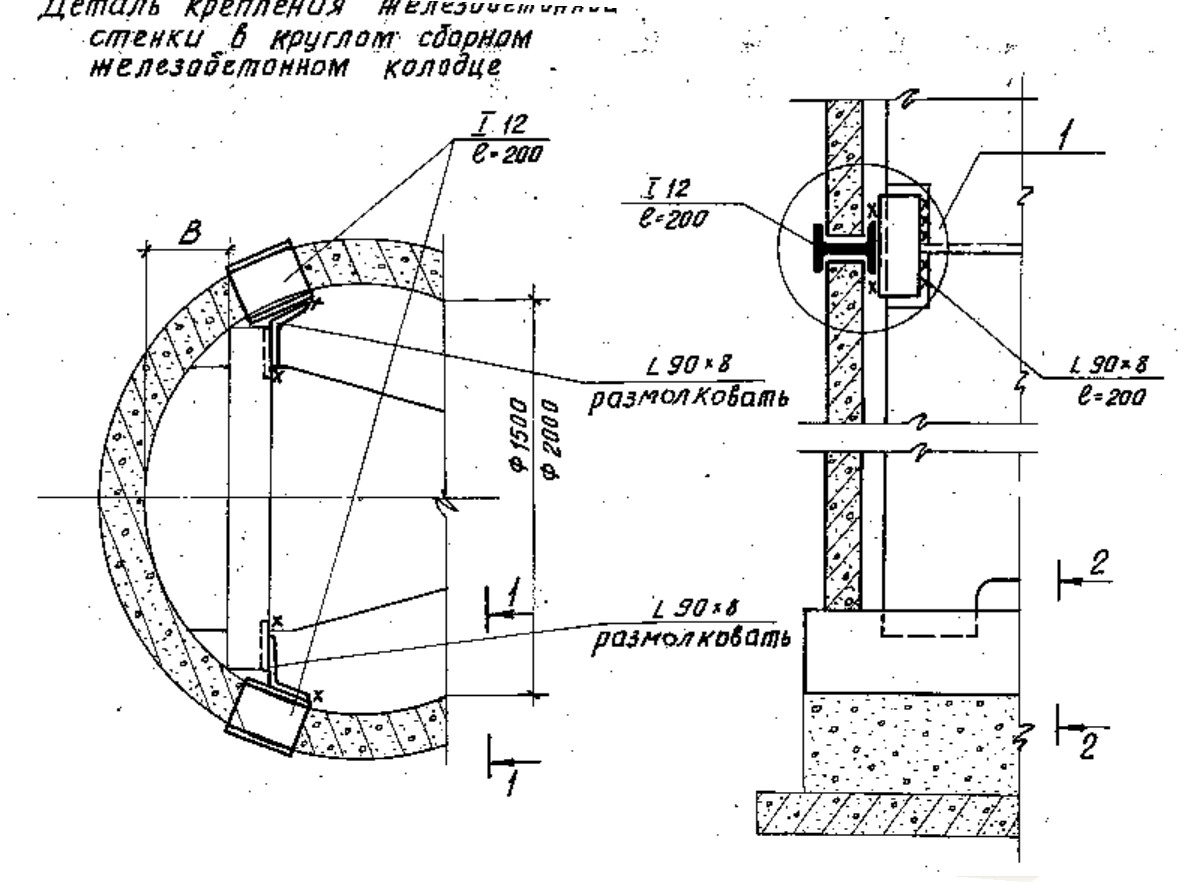 Деталь крепления железобетонной
стенки в круглом сборном
железобетонном колодце
I 12
ℓ=200
В
L 90×8
размолковать
Ф 1500
Ф 2000
1
L 90×8
размолковать
1
1
I 12
ℓ=200
L 90×8
ℓ=200
2
2